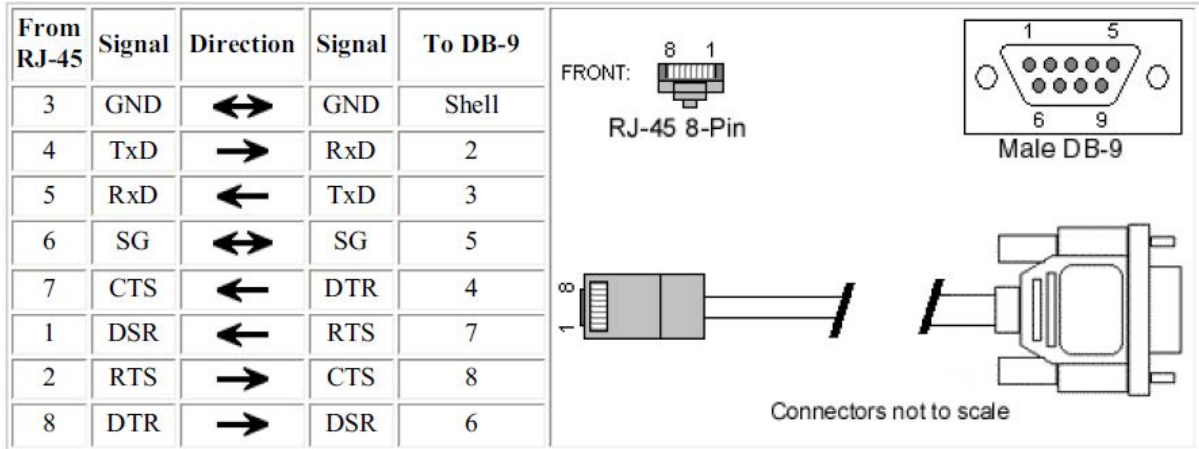 From RJ-45 Signal Direction Signal To DB-9
3 GND GND Shell
4 TxD RxD 2
5 RxD TxD 3
6 SG SG 5
7 CTS DTR 4
1 DSR RTS 7
2 RTS CTS 8
8 DTR DSR 6
8 1
FRONT:
RJ-45 8-Pin
1 5
6 9
Male DB-9
8
1
Connectors not to scale